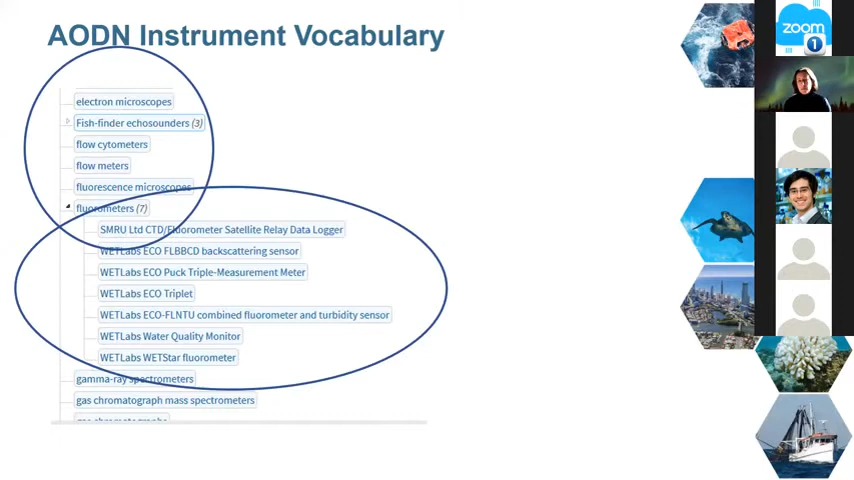 AODN Instrument Vocabulary
electron microscopes
Fish-finder echosounders (3)
flow cytometers
flow meters
fluorescence microscopes
fluorometers (7)
SMRU Ltd CTD/Fluorometer Satellite Relay Data Logger
WETLabs ECO FLBBCD backscattering sensor
WETLabs ECO Puck Triple-Measurement Meter
WETLabs ECO Triplet
WETLabs ECO-FLNTU combined fluorometer and turbidity sensor
WETLabs Water Quality Monitor
WETLabs WETStar fluorometer
gamma-ray spectrometers
gas chromatograph mass spectrometers
zoom
1